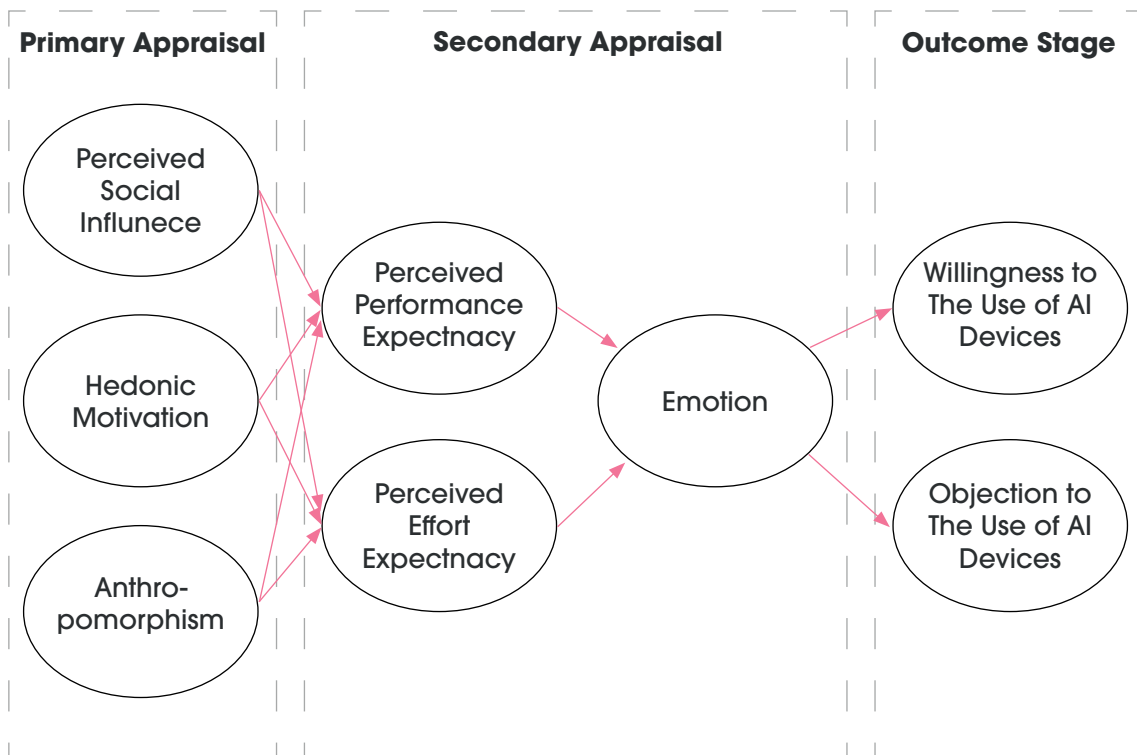 Primary Appraisal
Secondary Appraisal
Outcome Stage
Perceived
Social
Influnece
Hedonic
Motivation
Anthro-
pomorphism
Perceived
Performance
Expectnacy
Perceived
Effort
Expectnacy
Emotion
Willingness to
The Use of AI
Devices
Objection to
The Use of AI
Devices